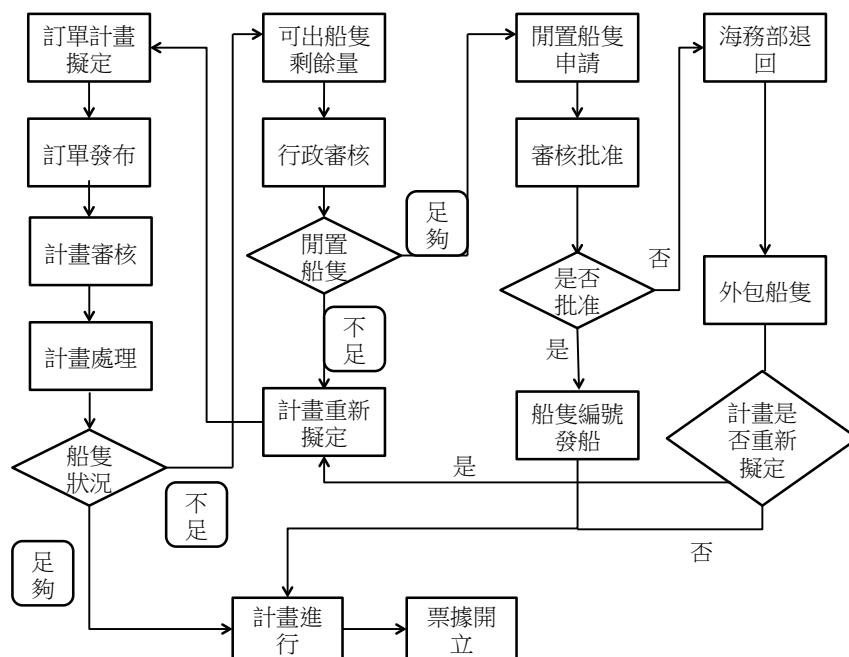 訂單計畫
擬定
訂單發布
計畫審核
計畫處理
船隻
狀況
足
夠
不
足
可出船隻
剩餘量
行政審核
閒置
船隻
足
夠
不
足
計畫重新
擬定
閒置船隻
申請
審核批准
是否
批准
否
是
船隻編號
發船
海務部退
回
外包船隻
計畫是
否重新
擬定
是
否
計畫進
行
票據開
立